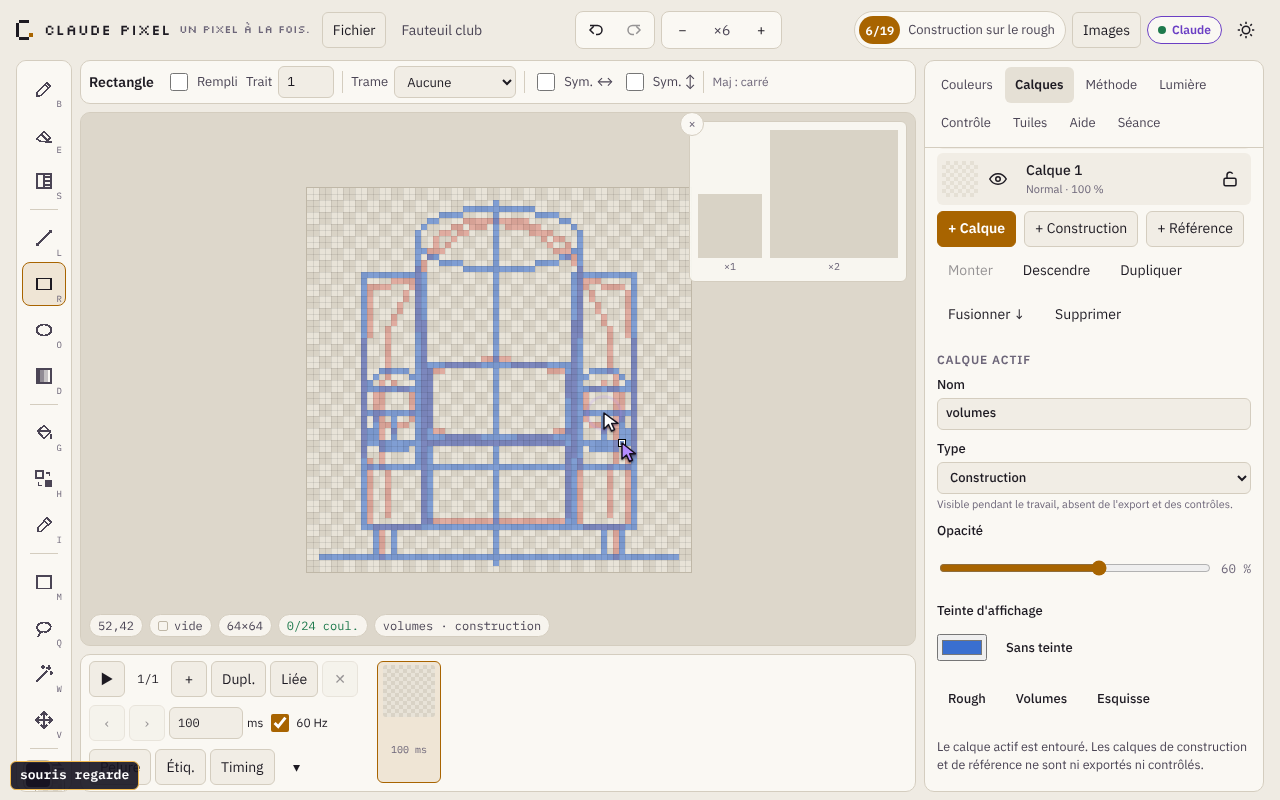 CLAUDE PIXEL UN PIXEL À LA FOIS. Fichier Fauteuil club − ×6 + 6/19 Construction sur le rough Images Claude
Rectangle Rempli Trait 1 Trame Aucune Sym. ↔ Sym. ↕ Maj : carré
B
E
S
L
R
O
D
G
H
I
M
Q
W
V
×
×1 ×2
52,42 vide 64×64 0/24 coul. volumes · construction
1/1 + Dupl. Liée ✕
‹ › 100 ms 60 Hz
100 ms
Étiq. Timing ▼
souris regarde
Couleurs Calques Méthode Lumière
Contrôle Tuiles Aide Séance
Calque 1
Normal · 100 %
+ Calque + Construction + Référence
Monter Descendre Dupliquer
Fusionner ↓ Supprimer
CALQUE ACTIF
Nom
volumes
Type
Construction
Visible pendant le travail, absent de l'export et des contrôles.
Opacité
60 %
Teinte d'affichage
Sans teinte
Rough Volumes Esquisse
Le calque actif est entouré. Les calques de construction
et de référence ne sont ni exportés ni contrôlés.